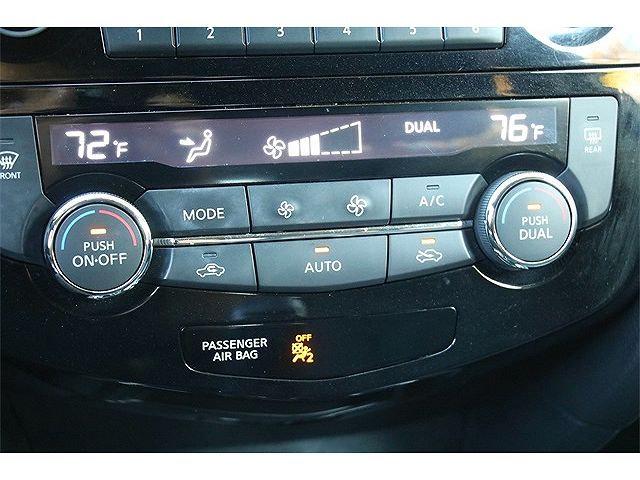 1 2 3 4 5 6
72°F DUAL 76°F
FRONT
REAR
MODE
A/C
PUSH
ON•OFF
PUSH
DUAL
AUTO
PASSENGER
AIR BAG
OFF
2